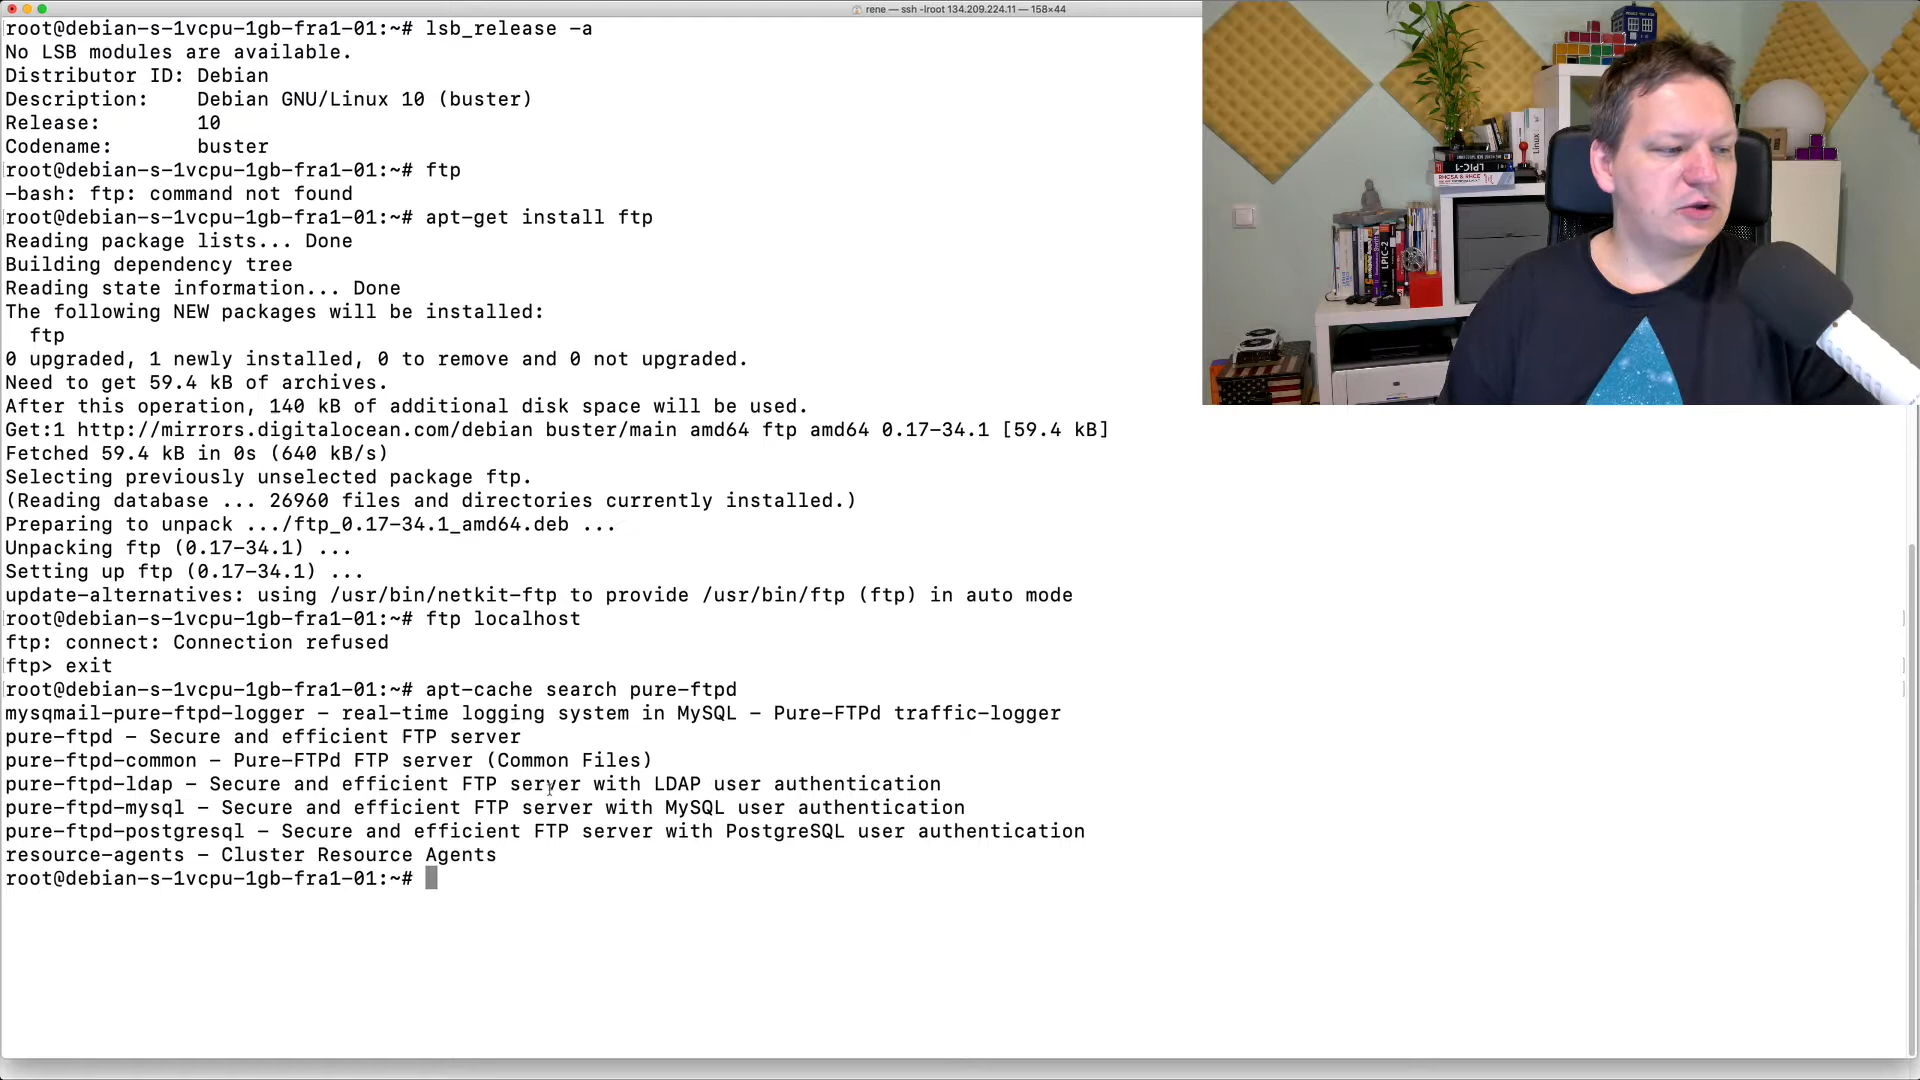 rene — ssh -lroot 134.209.224.11 — 158×44
root@debian-s-1vcpu-1gb-fra1-01:~# lsb_release -a
No LSB modules are available.
Distributor ID: Debian
Description:    Debian GNU/Linux 10 (buster)
Release:        10
Codename:       buster
root@debian-s-1vcpu-1gb-fra1-01:~# ftp
-bash: ftp: command not found
root@debian-s-1vcpu-1gb-fra1-01:~# apt-get install ftp
Reading package lists... Done
Building dependency tree
Reading state information... Done
The following NEW packages will be installed:
  ftp
0 upgraded, 1 newly installed, 0 to remove and 0 not upgraded.
Need to get 59.4 kB of archives.
After this operation, 140 kB of additional disk space will be used.
Get:1 http://mirrors.digitalocean.com/debian buster/main amd64 ftp amd64 0.17-34.1 [59.4 kB]
Fetched 59.4 kB in 0s (640 kB/s)
Selecting previously unselected package ftp.
(Reading database ... 26960 files and directories currently installed.)
Preparing to unpack .../ftp_0.17-34.1_amd64.deb ...
Unpacking ftp (0.17-34.1) ...
Setting up ftp (0.17-34.1) ...
update-alternatives: using /usr/bin/netkit-ftp to provide /usr/bin/ftp (ftp) in auto mode
root@debian-s-1vcpu-1gb-fra1-01:~# ftp localhost
ftp: connect: Connection refused
ftp> exit
root@debian-s-1vcpu-1gb-fra1-01:~# apt-cache search pure-ftpd
mysqmail-pure-ftpd-logger - real-time logging system in MySQL - Pure-FTPd traffic-logger
pure-ftpd - Secure and efficient FTP server
pure-ftpd-common - Pure-FTPd FTP server (Common Files)
pure-ftpd-ldap - Secure and efficient FTP server with LDAP user authentication
pure-ftpd-mysql - Secure and efficient FTP server with MySQL user authentication
pure-ftpd-postgresql - Secure and efficient FTP server with PostgreSQL user authentication
resource-agents - Cluster Resource Agents
root@debian-s-1vcpu-1gb-fra1-01:~#
Linux
LPIC-1
RHCSA & RHCE
LPIC-2